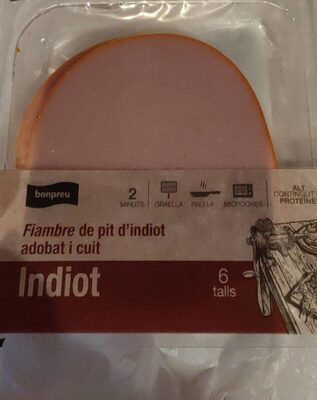 bonpreu
2
MINUTS
GRAELLA
PAELLA
MICROONES
ALT
CONTINGUT
PROTEÏNES
Fiambre de pit d'indiot
adobat i cuit
Indiot
6
talls